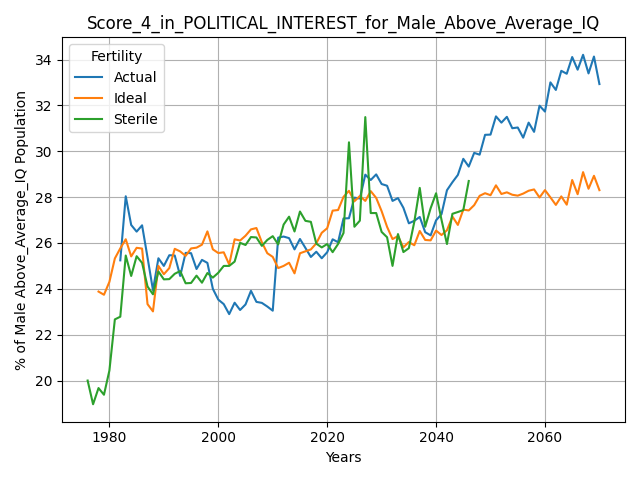 Score_4_in_POLITICAL_INTEREST_for_Male_Above_Average_IQ
Fertility
Actual
Ideal
Sterile
% of Male Above_Average_IQ Population
34
32
30
28
26
24
22
20
1980
2000
2020
2040
2060
Years